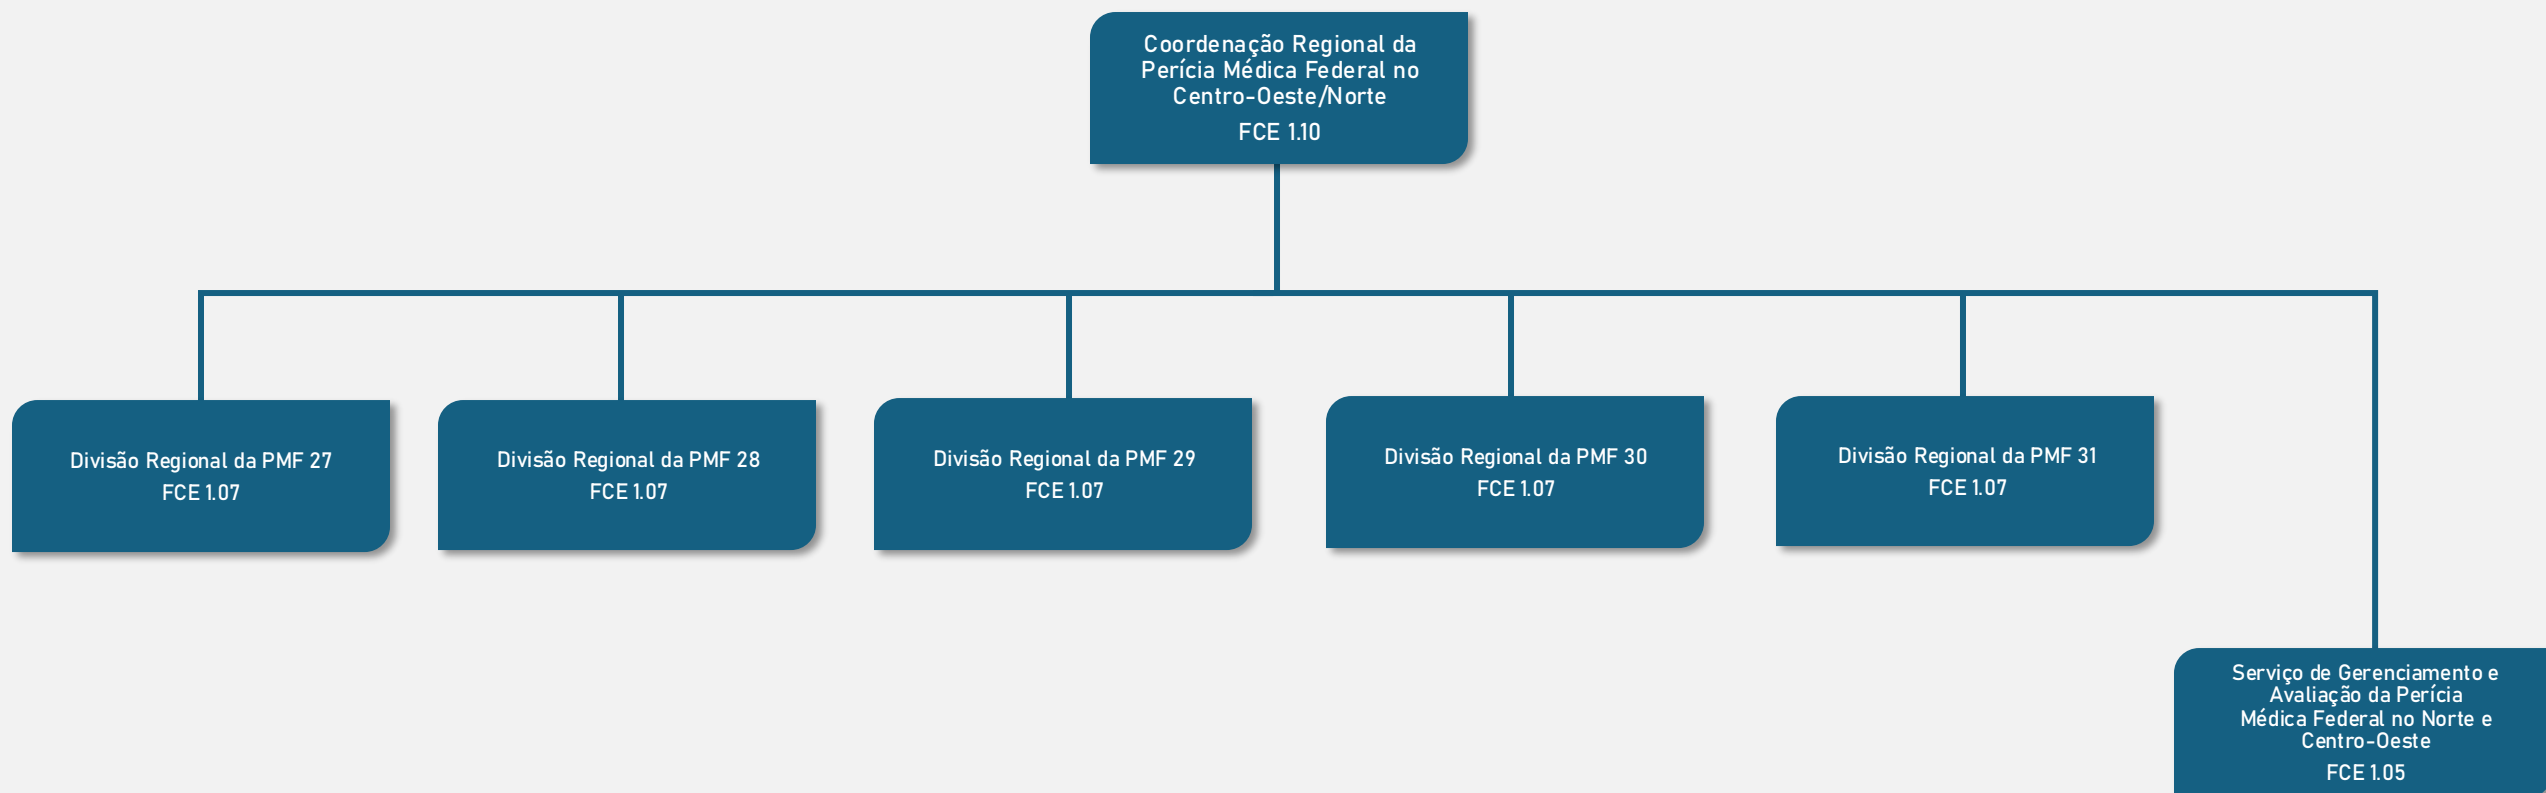 Coordenação Regional da
Perícia Médica Federal no
Centro-Oeste/Norte
FCE 1.10
Divisão Regional da PMF 27
FCE 1.07
Divisão Regional da PMF 28
FCE 1.07
Divisão Regional da PMF 29
FCE 1.07
Divisão Regional da PMF 30
FCE 1.07
Divisão Regional da PMF 31
FCE 1.07
Serviço de Gerenciamento e
Avaliação da Perícia
Médica Federal no Norte e
Centro-Oeste
FCE 1.05